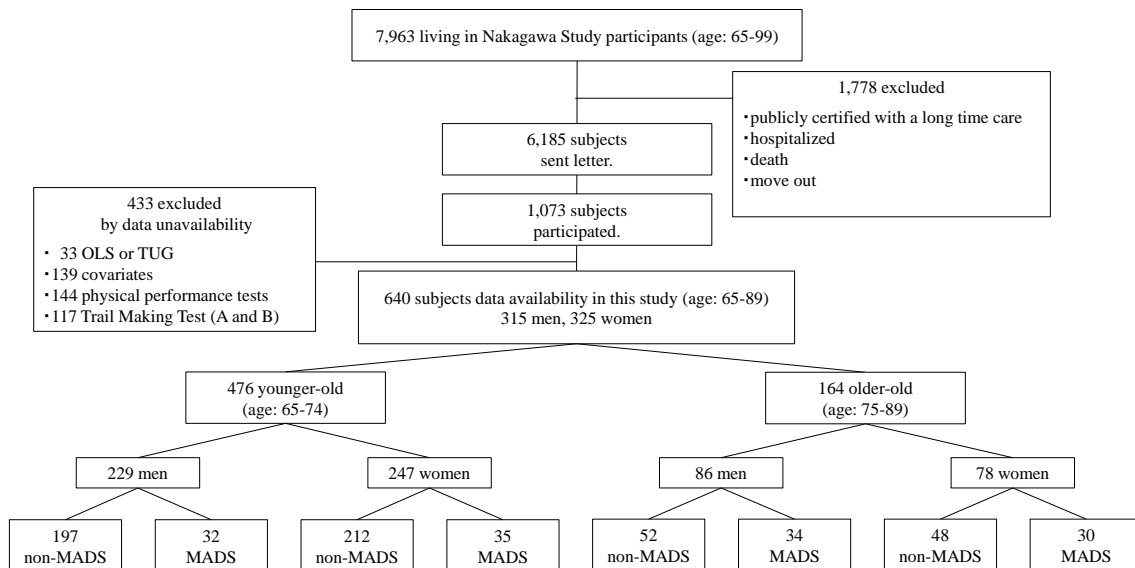 7,963 living in Nakagawa Study participants (age: 65-99)
1,778 excluded
▪publicly certified with a long time care
▪hospitalized
▪death
▪move out
6,185 subjects
sent letter.
433 excluded
by data unavailability
▪ 33 OLS or TUG
▪139 covariates
▪144 physical performance tests
▪117 Trail Making Test (A and B)
1,073 subjects
participated.
640 subjects data availability in this study (age: 65-89)
315 men, 325 women
476 younger-old
(age: 65-74)
164 older-old
(age: 75-89)
229 men
247 women
86 men
78 women
197
non-MADS
32
MADS
212
non-MADS
35
MADS
52
non-MADS
34
MADS
48
non-MADS
30
MADS